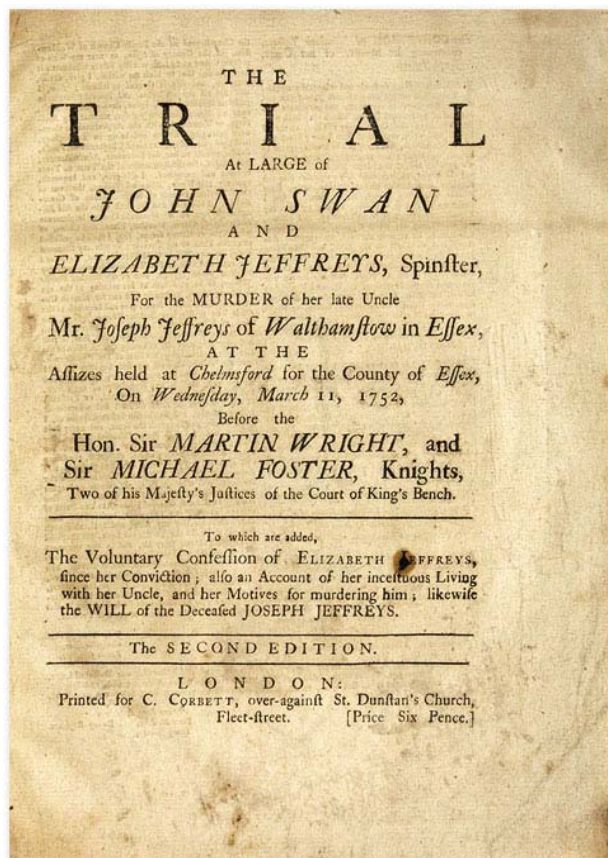 THE
TRIAL
At LARGE of
JOHN SWAN
AND
ELIZABETH JEFFREYS, Spinſter,
For the MURDER of her late Uncle
Mr. Joſeph Jeffreys of Walthamſtow in Eſſex,
AT THE
Aſſizes held at Chelmsford for the County of Eſſex,
On Wedneſday, March 11, 1752,
Before the
Hon. Sir MARTIN WRIGHT, and
Sir MICHAEL FOSTER, Knights,
Two of his Majeſty's Juſtices of the Court of King's Bench.
To which are added,
The Voluntary Confeſſion of ELIZABETH JEFFREYS,
ſince her Conviction; alſo an Account of her inceſtuous Living
with her Uncle, and her Motives for murdering him; likewiſe
the WILL of the Deceaſed JOSEPH JEFFREYS.
The SECOND EDITION.
LONDON:
Printed for C. CORBETT, over-againſt St. Dunſtan's Church,
Fleet-ſtreet. [Price Six Pence.]